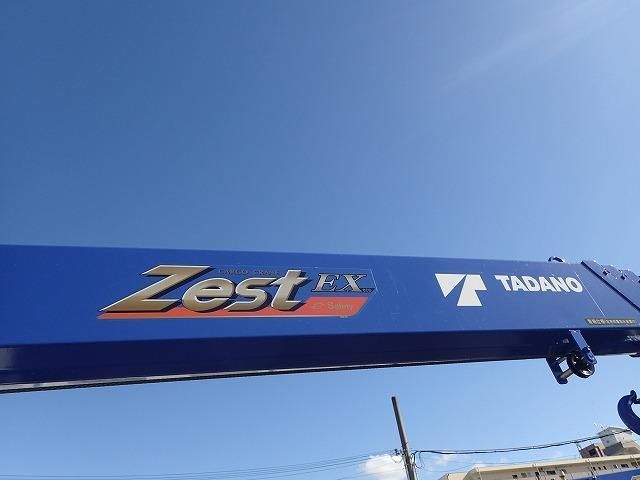 CARGO CRANE
Zest EX
TADANO